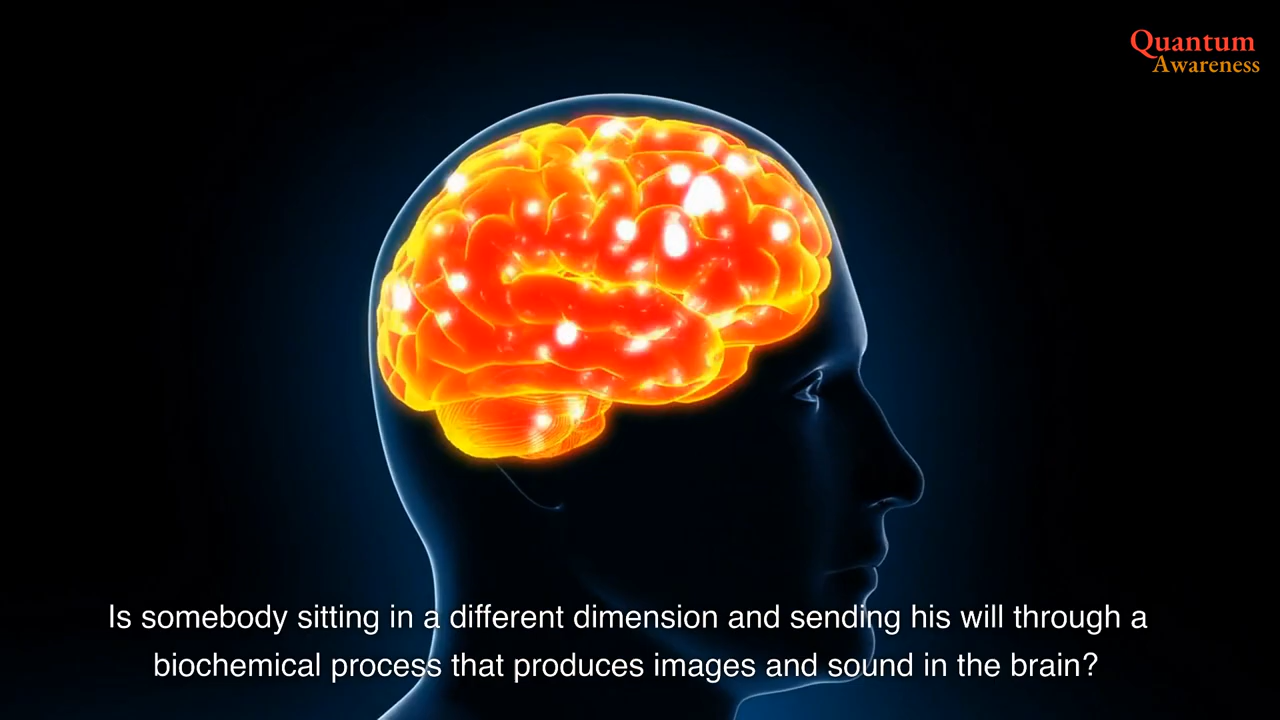 Quantum
Awareness
Is somebody sitting in a different dimension and sending his will through a
biochemical process that produces images and sound in the brain?